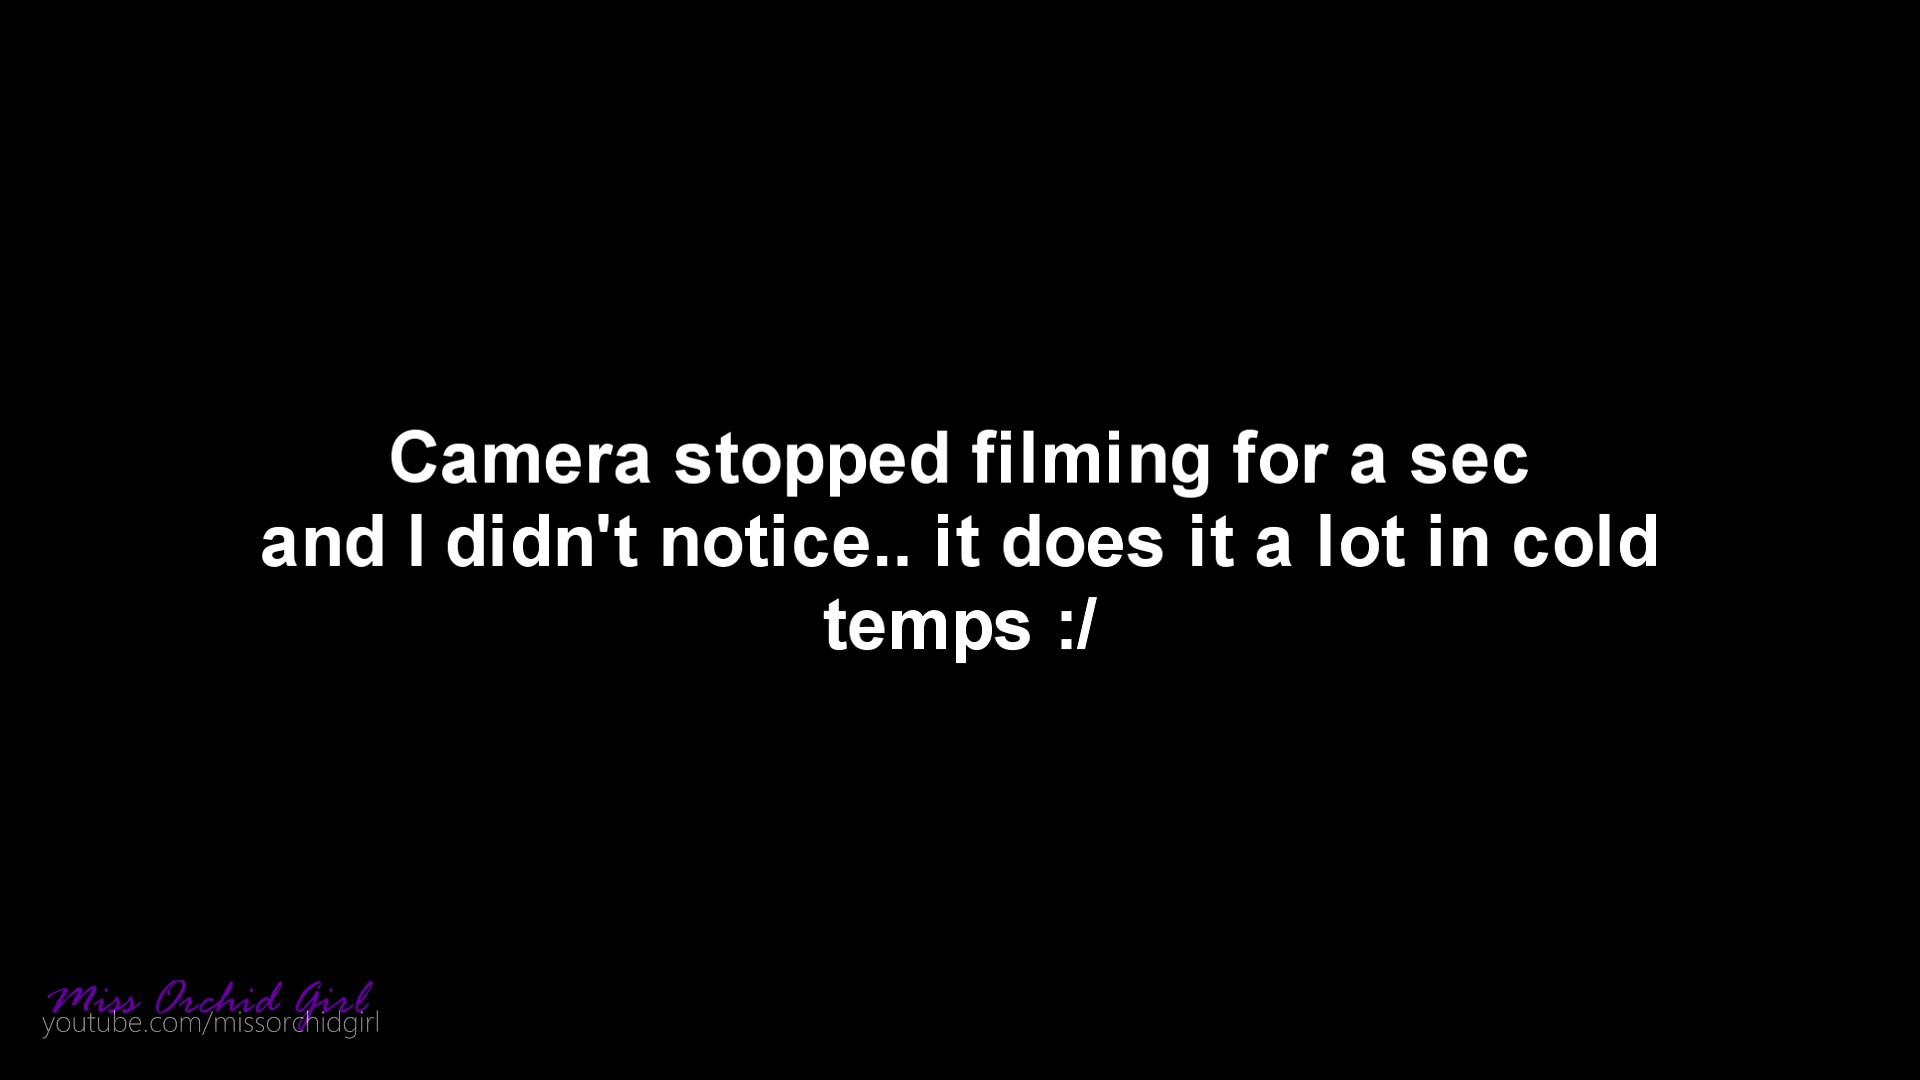 Camera stopped filming for a sec
and I didn't notice.. it does it a lot in cold
temps :/
Miss Orchid Girl
youtube.com/missorchidgirl